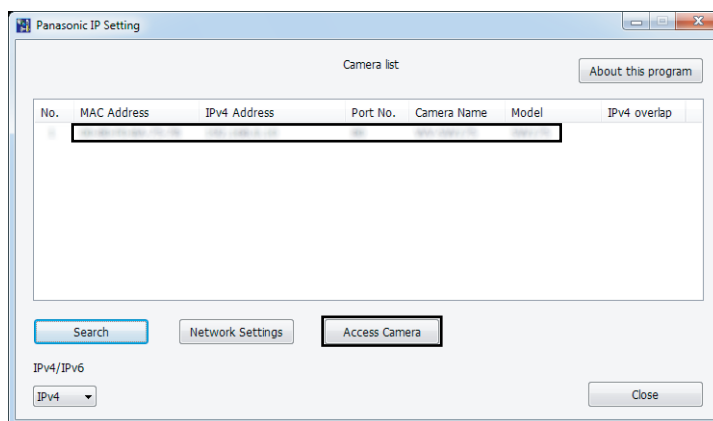 Panasonic IP Setting
Camera list
About this program
No. MAC Address IPv4 Address Port No. Camera Name Model IPv4 overlap
Search Network Settings Access Camera
IPv4/IPv6
IPv4
Close